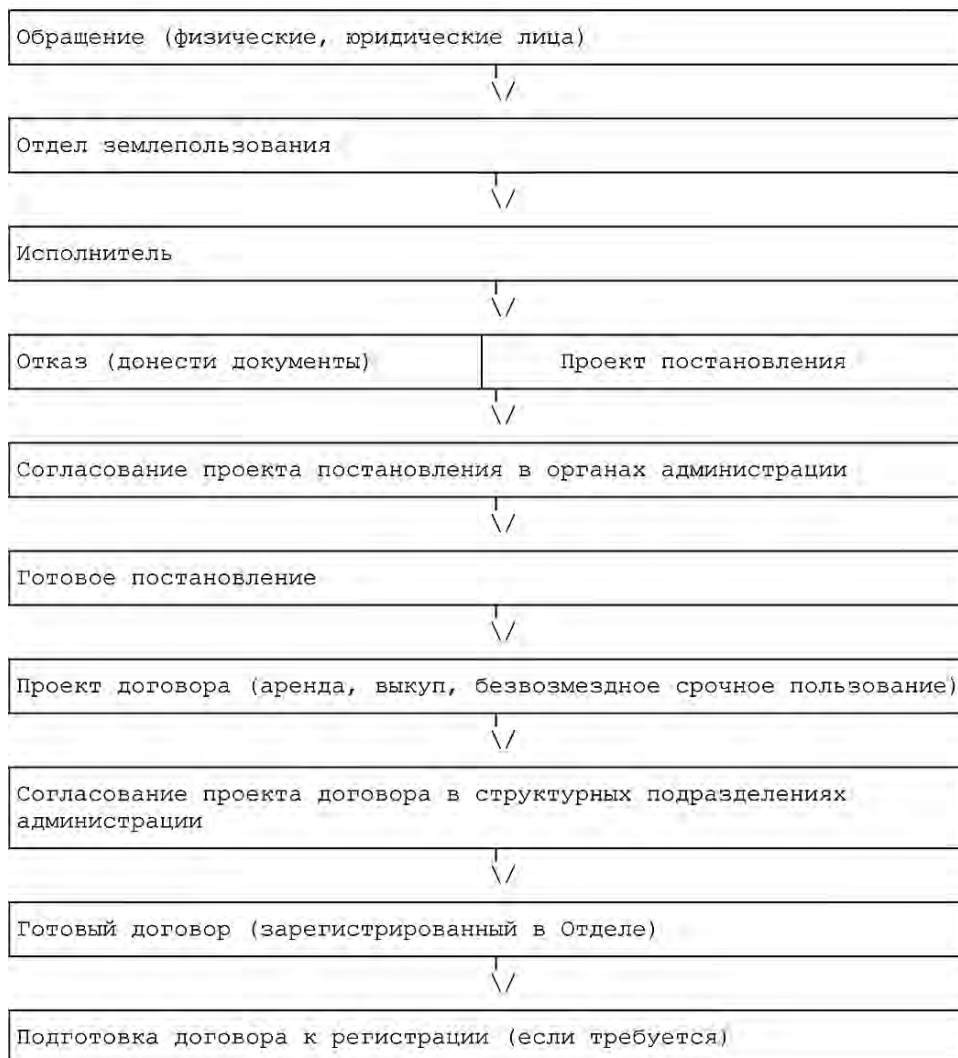 Обращение (физические, юридические лица)
Отдел землепользования
Исполнитель
Отказ (донести документы) Проект постановления
Согласование проекта постановления в органах администрации
Готовое постановление
Проект договора (аренда, выкуп, безвозмездное срочное пользование)
Согласование проекта договора в структурных подразделениях
администрации
Готовый договор (зарегистрированный в Отделе)
Подготовка договора к регистрации (если требуется)